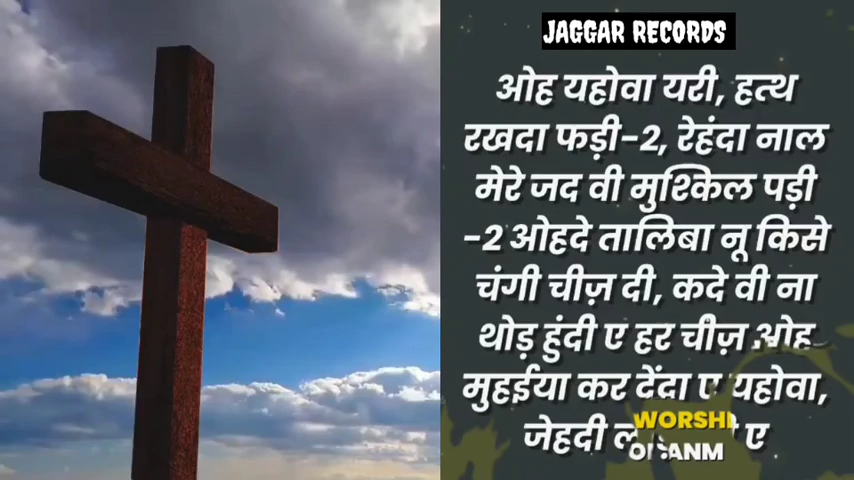 JAGGAR RECORDS
ओह यहोवा यरी, हत्थ
रखदा फड़ी-2, रेहंदा नाल
मेरे जद वी मुश्किल पड़ी
-2 ओहदे तालिबा नू किसे
चंगी चीज़ दी, कदे वी ना
थोड़ हुंदी ए हर चीज़ ओह
मुहईया कर देंदा ए यहोवा,
जेहदी ए
WORSHI